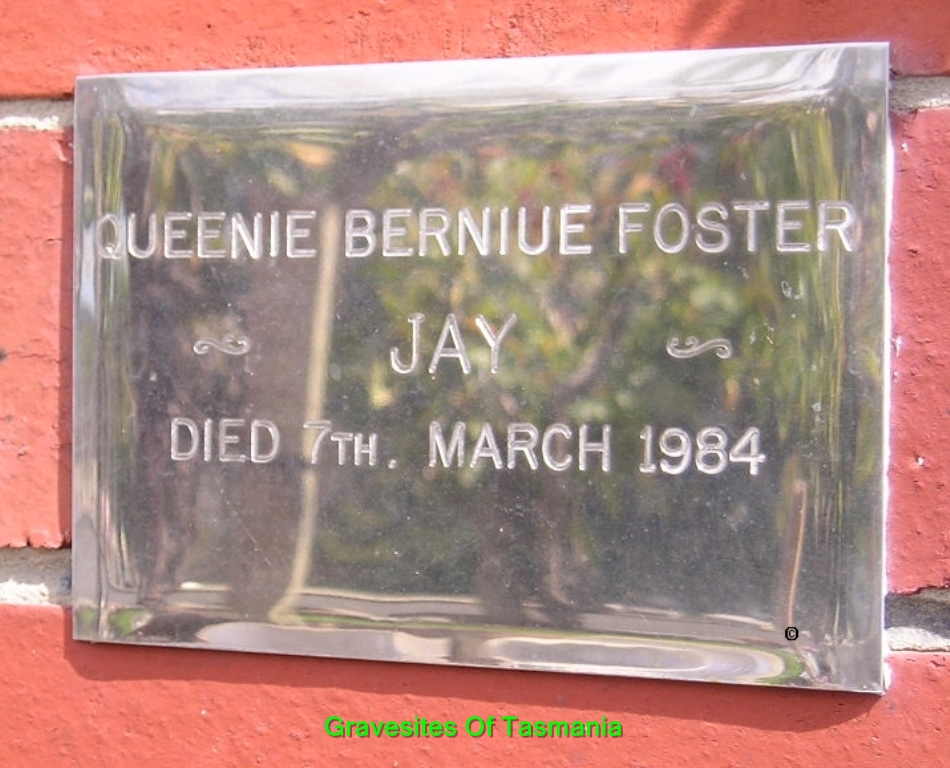 QUEENIE BERNIUE FOSTER
JAY
DIED 7TH. MARCH 1984
©
Gravesites Of Tasmania